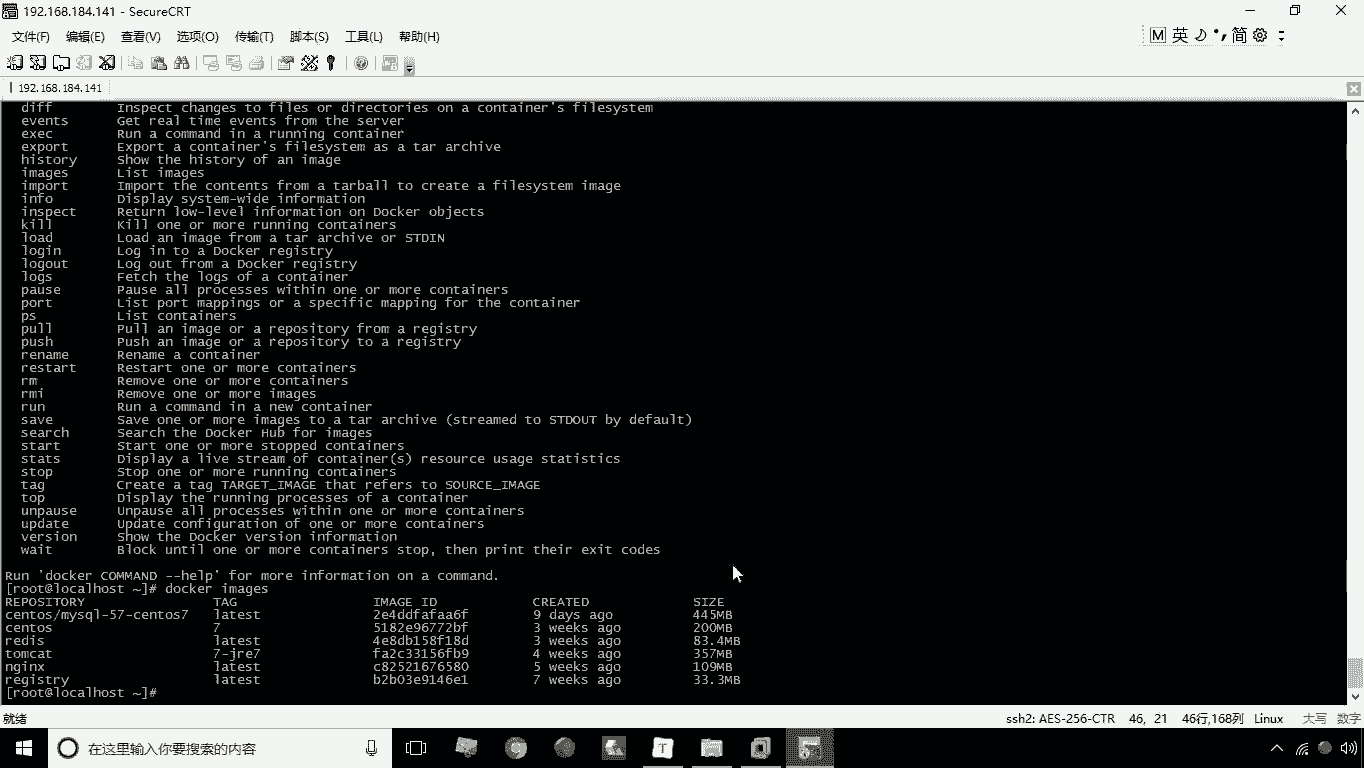 192.168.184.141 - SecureCRT
文件(F) 编辑(E) 查看(V) 选项(O) 传输(T) 脚本(S) 工具(L) 帮助(H)
M 英 简
192.168.184.141
diff Inspect changes to files or directories on a container's filesystem
events Get real time events from the server
exec Run a command in a running container
export Export a container's filesystem as a tar archive
history Show the history of an image
images List images
import Import the contents from a tarball to create a filesystem image
info Display system-wide information
inspect Return low-level information on Docker objects
kill Kill one or more running containers
load Load an image from a tar archive or STDIN
login Log in to a Docker registry
logout Log out from a Docker registry
logs Fetch the logs of a container
pause Pause all processes within one or more containers
port List port mappings or a specific mapping for the container
ps List containers
pull Pull an image or a repository from a registry
push Push an image or a repository to a registry
rename Rename a container
restart Restart one or more containers
rm Remove one or more containers
rmi Remove one or more images
run Run a command in a new container
save Save one or more images to a tar archive (streamed to STDOUT by default)
search Search the Docker Hub for images
start Start one or more stopped containers
stats Display a live stream of container(s) resource usage statistics
stop Stop one or more running containers
tag Create a tag TARGET_IMAGE that refers to SOURCE_IMAGE
top Display the running processes of a container
unpause Unpause all processes within one or more containers
update Update configuration of one or more containers
version Show the Docker version information
wait Block until one or more containers stop, then print their exit codes
Run 'docker COMMAND --help' for more information on a command.
[root@localhost ~]# docker images
REPOSITORY TAG IMAGE ID CREATED SIZE
centos/mysql-57-centos7 latest 2e4ddfafaa6f 9 days ago 445MB
centos 7 5182e96772bf 3 weeks ago 200MB
redis latest 4e8db158f18d 3 weeks ago 83.4MB
tomcat 7-jre7 fa2c33156fb9 4 weeks ago 357MB
nginx latest c82521676580 5 weeks ago 109MB
registry latest b2b03e9146e1 7 weeks ago 33.3MB
[root@localhost ~]#
就绪 ssh2: AES-256-CTR 46, 21 46行,168列 Linux 大写 数字
在这里输入你要搜索的内容